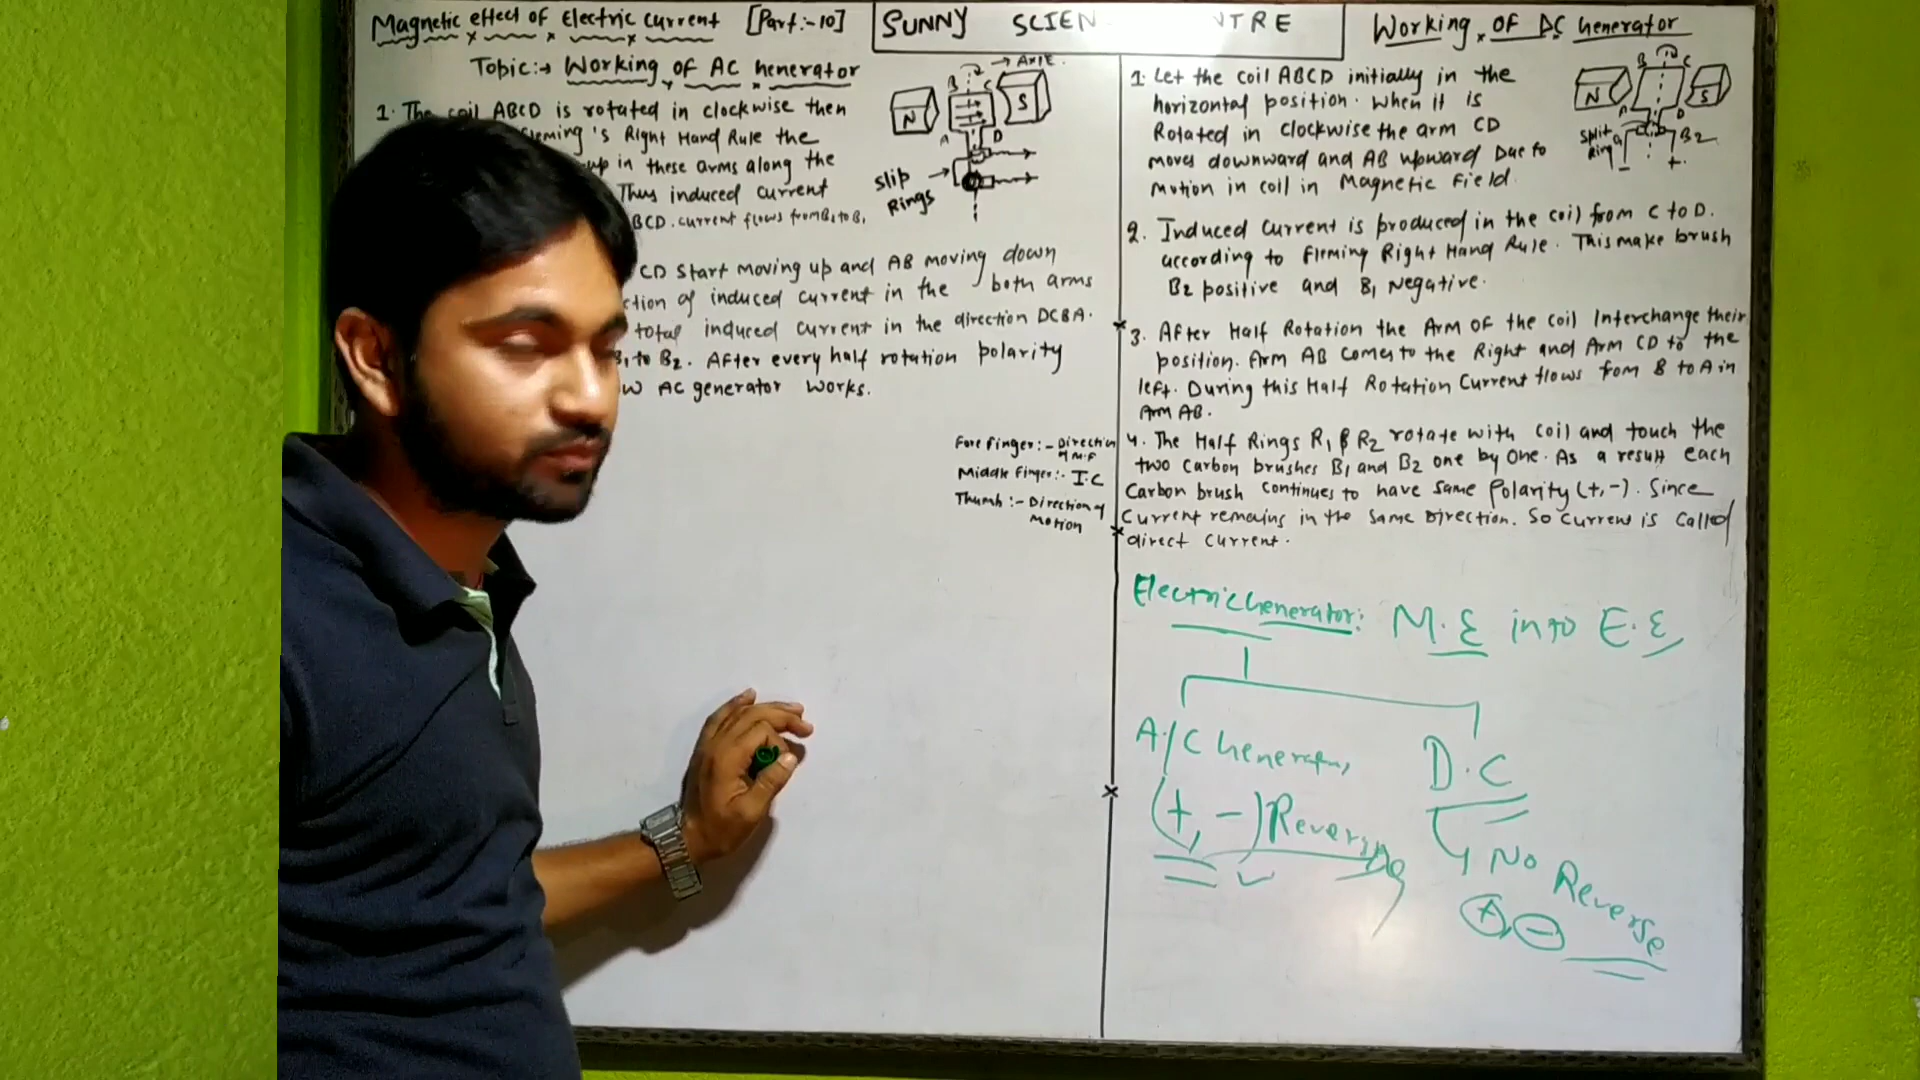 Magnetic effect of Electric current [Part:-10]
SUNNY SCIEN TRE
Working of DC Generator
Topic:→ Working of AC Generator
1. The coil ABCD is rotated in clockwise then
Fleming's Right Hand Rule the
up in these arms along the
Thus induced current
BCD. current flows from B2 to B1
CD start moving up and AB moving down
ction of induced current in the both arms
total induced current in the direction DCBA.
B1 to B2. After every half rotation polarity
AC generator works.
→ AXIE.
B C
N S
A D
Slip
Rings
Fore finger:- Direction
of M.F
Middle finger:- I.C
Thumb:- Direction of
Motion
1. Let the coil ABCD initially in the
horizontal position. When it is
Rotated in clockwise the arm CD
moves downward and AB upward Due to
motion in coil in Magnetic Field.
B C
N S
A D
Split
Ring
B2
- +
2. Induced current is produced in the coil from C to D.
according to Fleming Right Hand Rule. This make brush
B2 positive and B1 Negative.
3. After Half Rotation the Arm of the coil Interchange their
position. Arm AB comes to the Right and Arm CD to the
left. During this Half Rotation Current flows from B to A in
Arm AB.
4. The Half Rings R1 & R2 rotate with coil and touch the
two Carbon brushes B1 and B2 one by one. As a result each
Carbon brush continues to have same Polarity (+,-). Since
Current remains in the same Direction. So Current is called
direct current.
Electric Generator: M.E into E.E
A/C Generator D.C
(+, -) Reverse
No Reverse
+ -